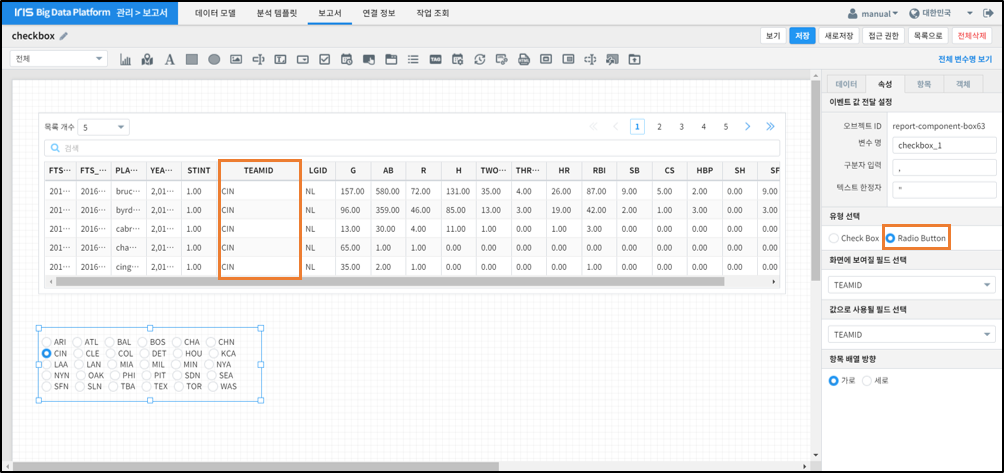 IRIS Big Data Platform 관리 > 보고서 데이터 모델 분석 템플릿 보고서 연결 정보 작업 조회 manual 대한민국
checkbox 보기 저장 새로저장 접근 권한 목록으로 전체삭제
전체 전체 변수명 보기
데이터 속성 항목 객체
이벤트 값 전달 설정
오브젝트 ID report-component-box63
변수 명 checkbox_1
구분자 입력 ,
텍스트 한정자 "
유형 선택
Check Box Radio Button
화면에 보여질 필드 선택
TEAMID
값으로 사용될 필드 선택
TEAMID
항목 배열 방향
가로 세로
목록 개수 5 1 2 3 4 5
검색
FTS··· FTS_··· PLA··· YEA··· STINT TEAMID LGID G AB R H TWO··· THR··· HR RBI SB CS HBP SH SF
201··· 2016··· bruc··· 2,01··· 1.00 CIN NL 157.00 580.00 72.00 131.00 35.00 4.00 26.00 87.00 9.00 5.00 2.00 0.00 9.00
201··· 2016··· byrd··· 2,01··· 1.00 CIN NL 96.00 359.00 46.00 85.00 13.00 3.00 19.00 42.00 2.00 1.00 3.00 0.00 3.00
201··· 2016··· cabr··· 2,01··· 1.00 CIN NL 13.00 30.00 4.00 11.00 1.00 0.00 1.00 3.00 0.00 0.00 0.00 0.00 0.00
201··· 2016··· cha··· 2,01··· 1.00 CIN NL 65.00 1.00 1.00 0.00 0.00 0.00 0.00 0.00 0.00 0.00 0.00 0.00 0.00
201··· 2016··· cing··· 2,01··· 1.00 CIN NL 35.00 2.00 1.00 0.00 0.00 0.00 0.00 1.00 0.00 0.00 0.00 0.00 0.00
ARI ATL BAL BOS CHA CHN
CIN CLE COL DET HOU KCA
LAA LAN MIA MIL MIN NYA
NYN OAK PHI PIT SDN SEA
SFN SLN TBA TEX TOR WAS